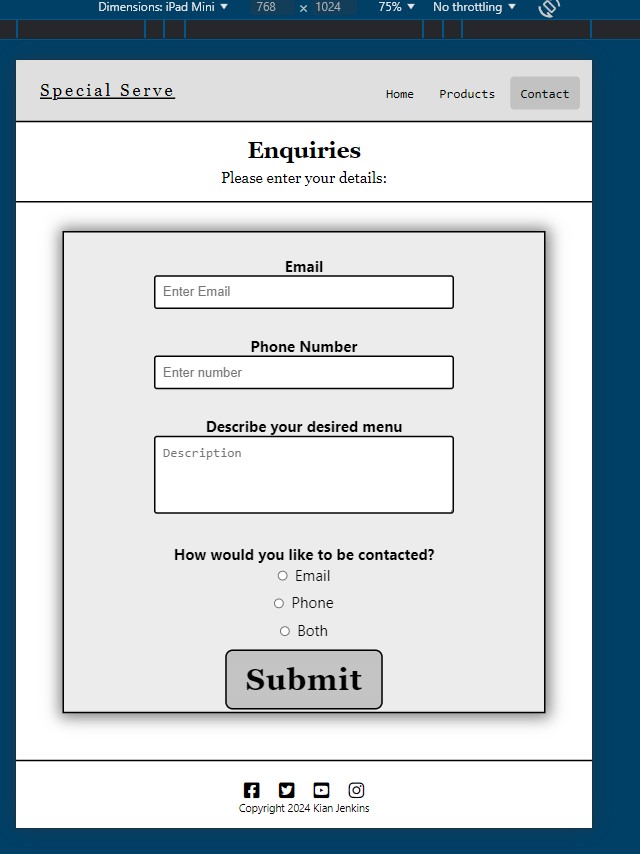 Dimensions: iPad Mini ▼ 768 × 1024 75% ▼ No throttling ▼
Special Serve Home Products Contact
Enquiries
Please enter your details:
Email
Enter Email
Phone Number
Enter number
Describe your desired menu
Description
How would you like to be contacted?
Email
Phone
Both
Submit
Copyright 2024 Kian Jenkins